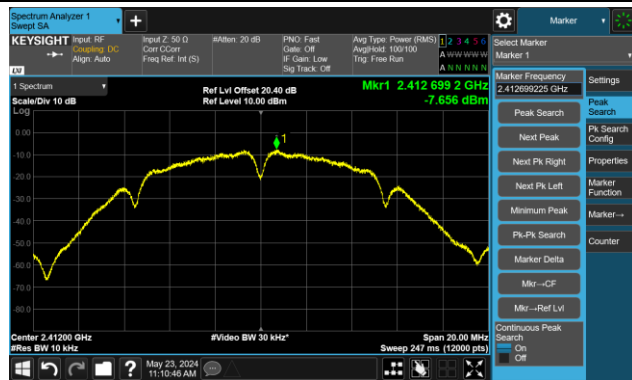 Spectrum Analyzer 1
Swept SA
Marker
KEYSIGHT
Input: RF
Coupling: DC
Align: Auto
Input Z: 50 Ω
Corr CCorr
Freq Ref: Int (S)
#Atten: 20 dB
PNO: Fast
Gate: Off
IF Gain: Low
Sig Track: Off
Avg Type: Power (RMS)
Avg|Hold: 100/100
Trig: Free Run
1 2 3 4 5 6
A W W W W W
A N N N N N
LXI
Select Marker
Marker 1
1 Spectrum
Scale/Div 10 dB
Log
Ref Lvl Offset 20.40 dB
Ref Level 10.00 dBm
Mkr1 2.412 699 2 GHz
-7.656 dBm
1
0.00
-10.0
-20.0
-30.0
-40.0
-50.0
-60.0
-70.0
-80.0
Center 2.41200 GHz
#Res BW 10 kHz
#Video BW 30 kHz*
Span 20.00 MHz
Sweep 247 ms (12000 pts)
Marker Frequency
2.412699225 GHz
Peak Search
Next Peak
Next Pk Right
Next Pk Left
Minimum Peak
Pk-Pk Search
Marker Delta
Mkr→CF
Mkr→Ref Lvl
Continuous Peak
Search
On
Off
Settings
Peak
Search
Pk Search
Config
Properties
Marker
Function
Marker→
Counter
?
May 23, 2024
11:10:46 AM